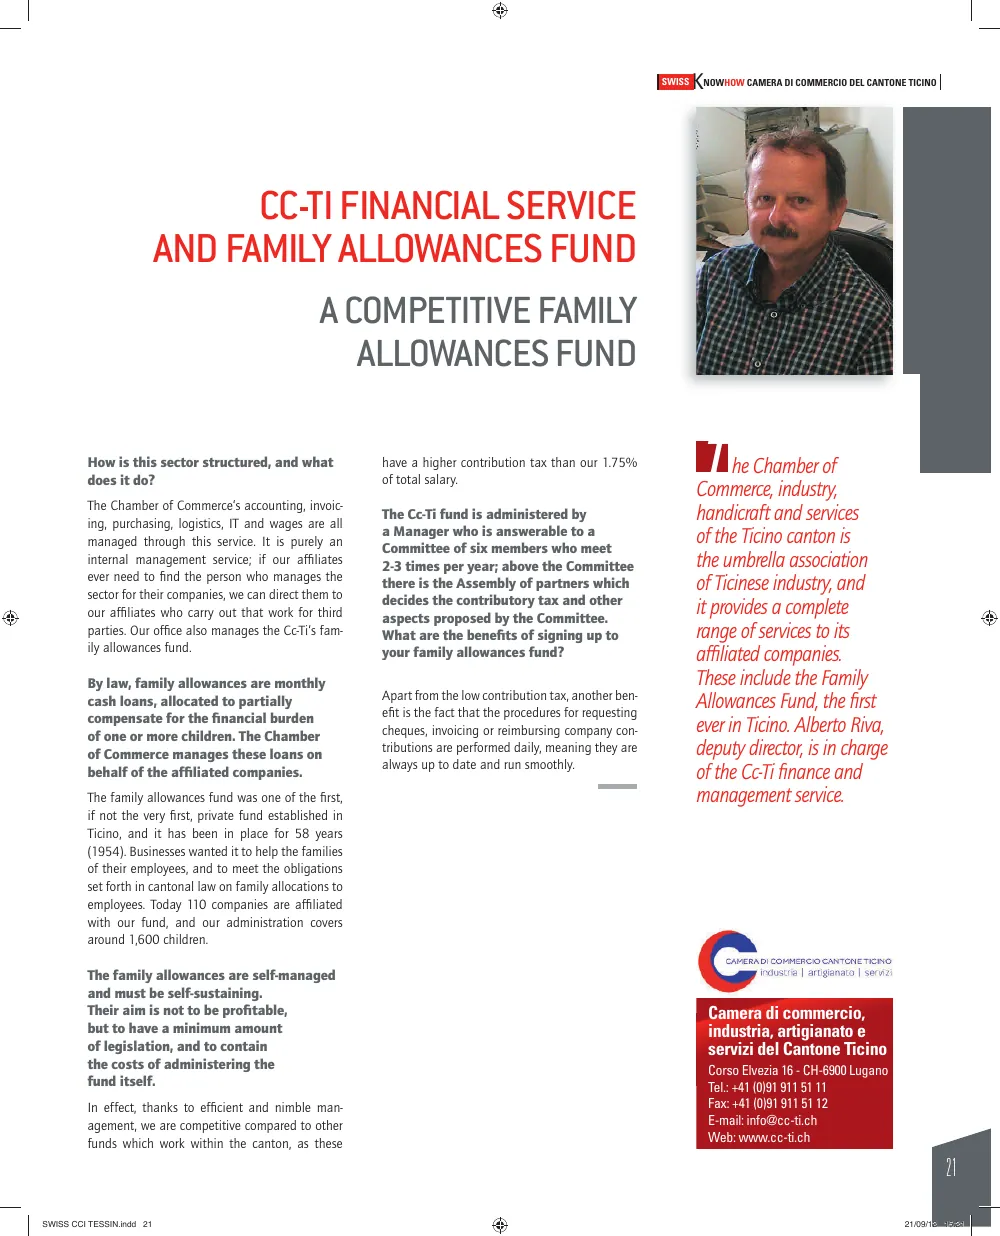 SWISS KNOWHOW CAMERA DI COMMERCIO DEL CANTONE TICINO
CC-TI FINANCIAL SERVICE
AND FAMILY ALLOWANCES FUND
A COMPETITIVE FAMILY
ALLOWANCES FUND
How is this sector structured, and what
does it do?
The Chamber of Commerce's accounting, invoic-
ing, purchasing, logistics, IT and wages are all
managed through this service. It is purely an
internal management service; if our affiliates
ever need to find the person who manages the
sector for their companies, we can direct them to
our affiliates who carry out that work for third
parties. Our office also manages the Cc-Ti's fam-
ily allowances fund.
By law, family allowances are monthly
cash loans, allocated to partially
compensate for the financial burden
of one or more children. The Chamber
of Commerce manages these loans on
behalf of the affiliated companies.
The family allowances fund was one of the first,
if not the very first, private fund established in
Ticino, and it has been in place for 58 years
(1954). Businesses wanted it to help the families
of their employees, and to meet the obligations
set forth in cantonal law on family allocations to
employees. Today 110 companies are affiliated
with our fund, and our administration covers
around 1,600 children.
The family allowances are self-managed
and must be self-sustaining.
Their aim is not to be profitable,
but to have a minimum amount
of legislation, and to contain
the costs of administering the
fund itself.
In effect, thanks to efficient and nimble man-
agement, we are competitive compared to other
funds which work within the canton, as these
have a higher contribution tax than our 1.75%
of total salary.
The Cc-Ti fund is administered by
a Manager who is answerable to a
Committee of six members who meet
2-3 times per year; above the Committee
there is the Assembly of partners which
decides the contributory tax and other
aspects proposed by the Committee.
What are the benefits of signing up to
your family allowances fund?
Apart from the low contribution tax, another ben-
efit is the fact that the procedures for requesting
cheques, invoicing or reimbursing company con-
tributions are performed daily, meaning they are
always up to date and run smoothly.
The Chamber of
Commerce, industry,
handicraft and services
of the Ticino canton is
the umbrella association
of Ticinese industry, and
it provides a complete
range of services to its
affiliated companies.
These include the Family
Allowances Fund, the first
ever in Ticino. Alberto Riva,
deputy director, is in charge
of the Cc-Ti finance and
management service.
CAMERA DI COMMERCIO CANTONE TICINO
industria | artigianato | servizi
Camera di commercio,
industria, artigianato e
servizi del Cantone Ticino
Corso Elvezia 16 - CH-6900 Lugano
Tel.: +41 (0)91 911 51 11
Fax: +41 (0)91 911 51 12
E-mail: info@cc-ti.ch
Web: www.cc-ti.ch
21
SWISS CCI TESSIN.indd 21